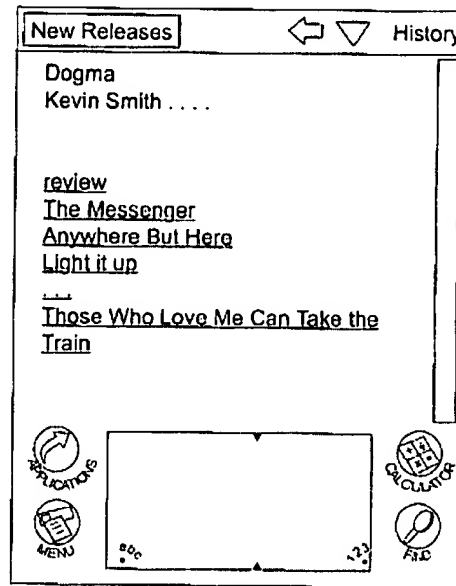 New Releases
History
Dogma
Kevin Smith . . . .
review
The Messenger
Anywhere But Here
Light it up
. . .
Those Who Love Me Can Take the
Train
APPLICATIONS
CALCULATOR
MENU
abc
123
FIND